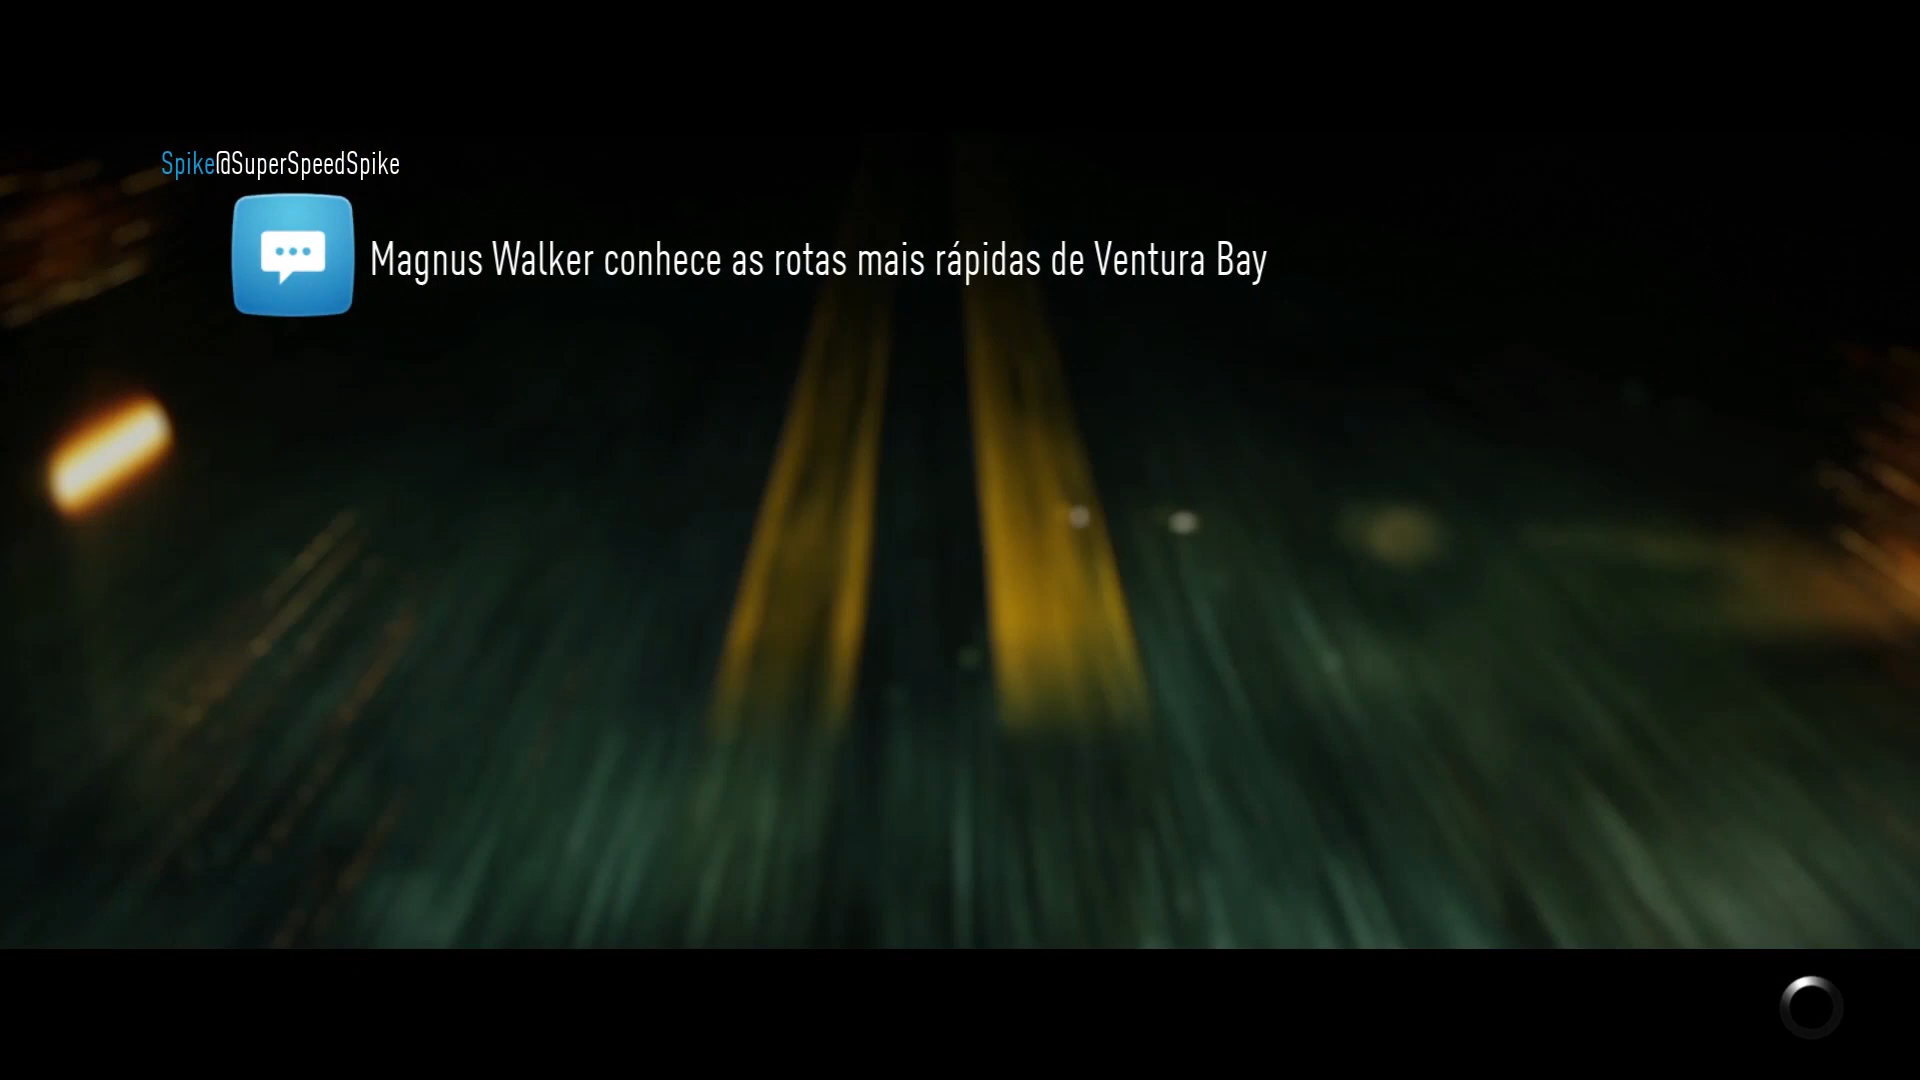 Spike@SuperSpeedSpike
Magnus Walker conhece as rotas mais rápidas de Ventura Bay